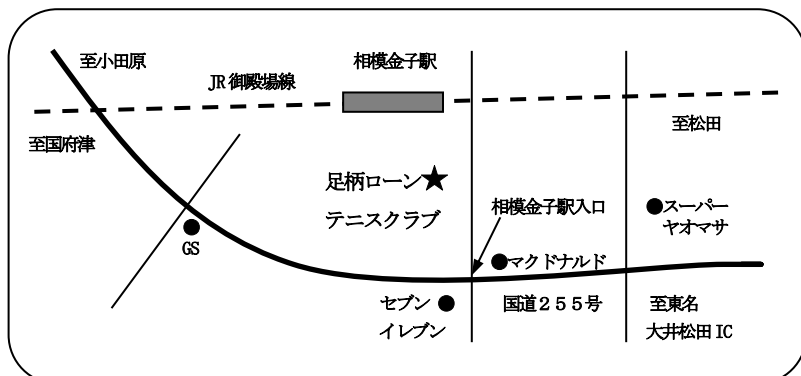 至小田原
相模金子駅
JR御殿場線
至国府津
至松田
足柄ローン★
テニスクラブ
相模金子駅入口
●スーパー
ヤオマサ
GS
●マクドナルド
セブン●
イレブン
国道255号
至東名
大井松田IC